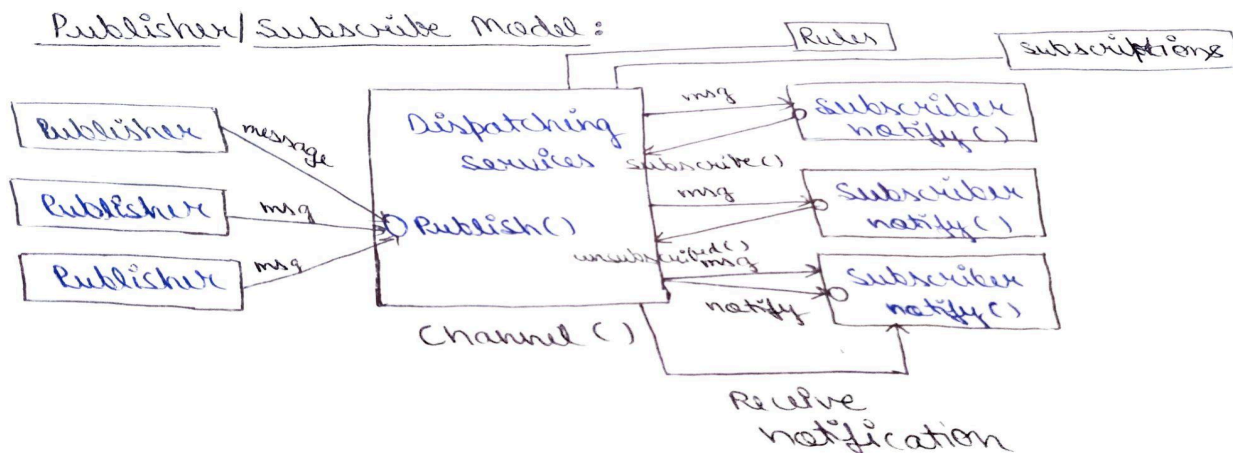 Publisher/Subscribe Model:
Rules
Subscriptions
Publisher
message
Dispatching
Services
msg
Subscriber
notify()
subscribe()
Publisher
msg
Publish()
msg
Subscriber
notify()
unsubscribed()
Publisher
msg
msg
notify
Subscriber
notify()
Channel ()
Receive
notification